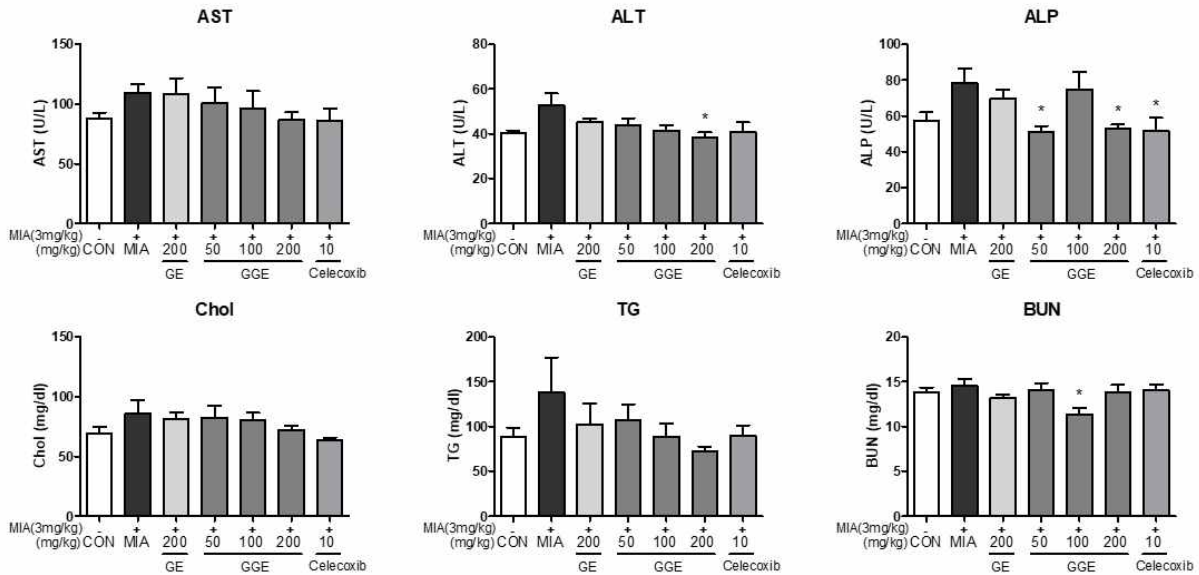 AST
AST (U/L)
150
100
50
0
MIA(3mg/kg) - + + + + + +
(mg/kg) CON MIA 200 50 100 200 10
GE GGE Celecoxib
ALT
ALT (U/L)
80
60
40
20
0
*
MIA(3mg/kg) - + + + + + +
(mg/kg) CON MIA 200 50 100 200 10
GE GGE Celecoxib
ALP
ALP (U/L)
100
80
60
40
20
0
* * *
MIA(3mg/kg) - + + + + + +
(mg/kg) CON MIA 200 50 100 200 10
GE GGE Celecoxib
Chol
Chol (mg/dl)
150
100
50
0
MIA(3mg/kg) - + + + + + +
(mg/kg) CON MIA 200 50 100 200 10
GE GGE Celecoxib
TG
TG (mg/dl)
200
150
100
50
0
MIA(3mg/kg) - + + + + + +
(mg/kg) CON MIA 200 50 100 200 10
GE GGE Celecoxib
BUN
BUN (mg/dl)
20
15
10
5
0
*
MIA(3mg/kg) - + + + + + +
(mg/kg) CON MIA 200 50 100 200 10
GE GGE Celecoxib